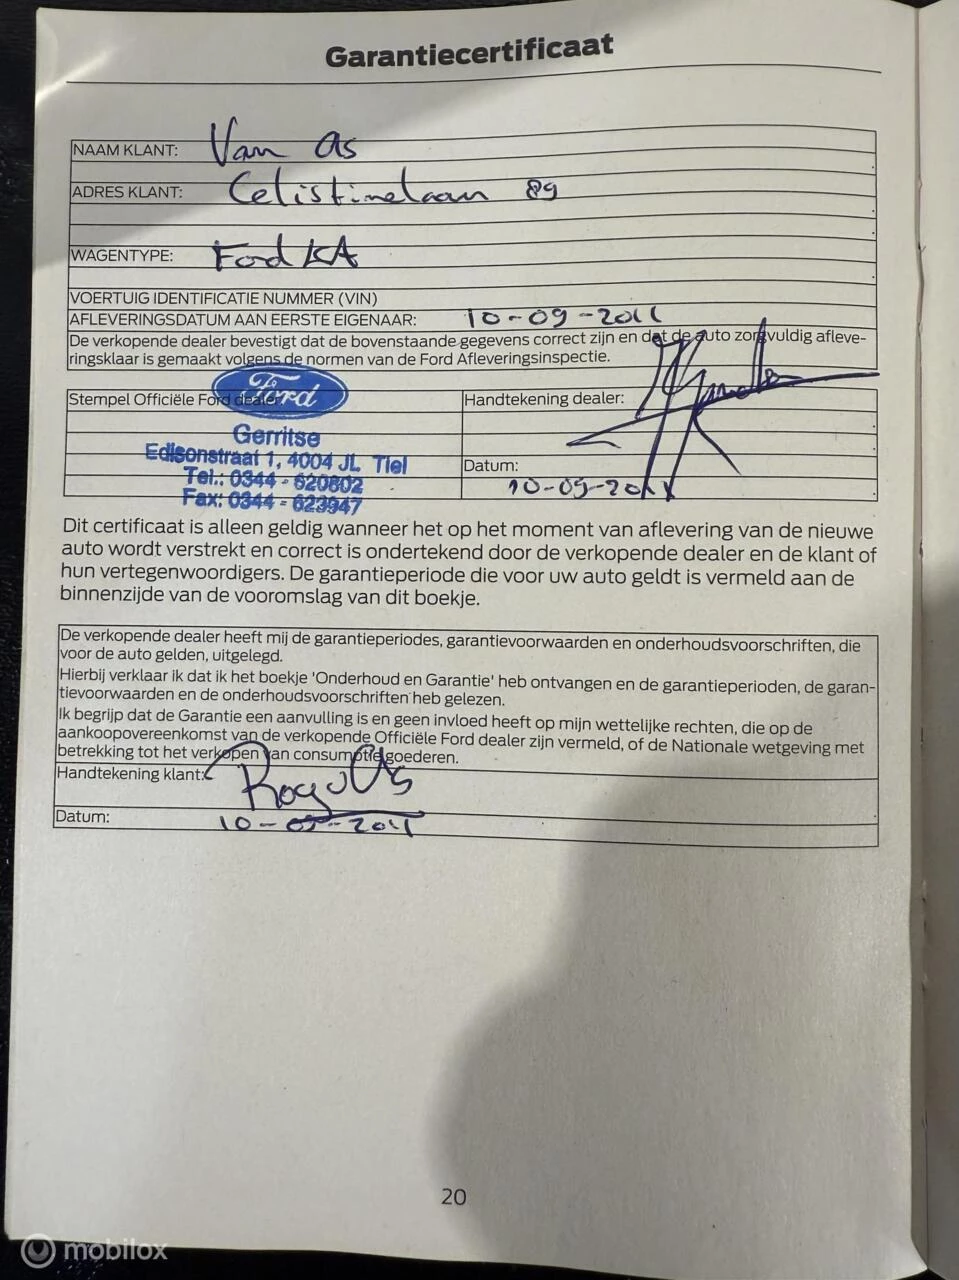 Garantiecertificaat
NAAM KLANT: Van As
ADRES KLANT: Celistinelaan 89
WAGENTYPE: Ford KA
VOERTUIG IDENTIFICATIE NUMMER (VIN)
AFLEVERINGSDATUM AAN EERSTE EIGENAAR: 10-09-2011
De verkopende dealer bevestigt dat de bovenstaande gegevens correct zijn en dat de auto zorgvuldig afleve-
ringsklaar is gemaakt volgens de normen van de Ford Afleveringsinspectie.
Stempel Officiële Ford dealer:
Ford
Gerritse
Edisonstraat 1, 4004 JL Tiel
Tel.: 0344 - 620802
Fax: 0344 - 623947
Handtekening dealer:
Datum:
10-09-2011
Dit certificaat is alleen geldig wanneer het op het moment van aflevering van de nieuwe
auto wordt verstrekt en correct is ondertekend door de verkopende dealer en de klant of
hun vertegenwoordigers. De garantieperiode die voor uw auto geldt is vermeld aan de
binnenzijde van de vooromslag van dit boekje.
De verkopende dealer heeft mij de garantieperiodes, garantievoorwaarden en onderhoudsvoorschriften, die
voor de auto gelden, uitgelegd.
Hierbij verklaar ik dat ik het boekje 'Onderhoud en Garantie' heb ontvangen en de garantieperioden, de garan-
tievoorwaarden en de onderhoudsvoorschriften heb gelezen.
Ik begrijp dat de Garantie een aanvulling is en geen invloed heeft op mijn wettelijke rechten, die op de
aankoopovereenkomst van de verkopende Officiële Ford dealer zijn vermeld, of de Nationale wetgeving met
betrekking tot het verkopen van consumptiegoederen.
Handtekening klant:
Datum: 10-09-2011
20
mobilox